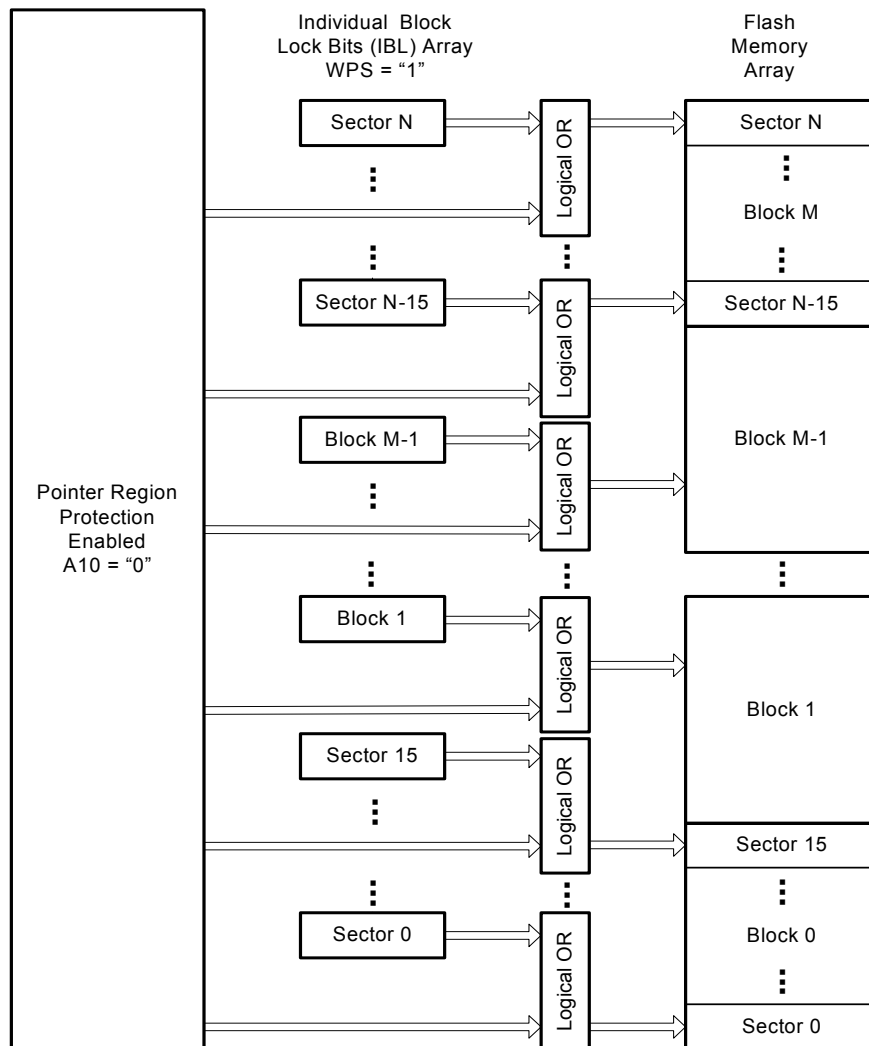 Individual Block
Lock Bits (IBL) Array
WPS = “1”
Flash
Memory
Array
Sector N
Logical OR
Sector N
Block M
Sector N-15
Logical OR
Sector N-15
Block M-1
Logical OR
Block M-1
Pointer Region
Protection
Enabled
A10 = “0”
Block 1
Logical OR
Block 1
Sector 15
Logical OR
Sector 15
Sector 0
Logical OR
Block 0
Sector 0